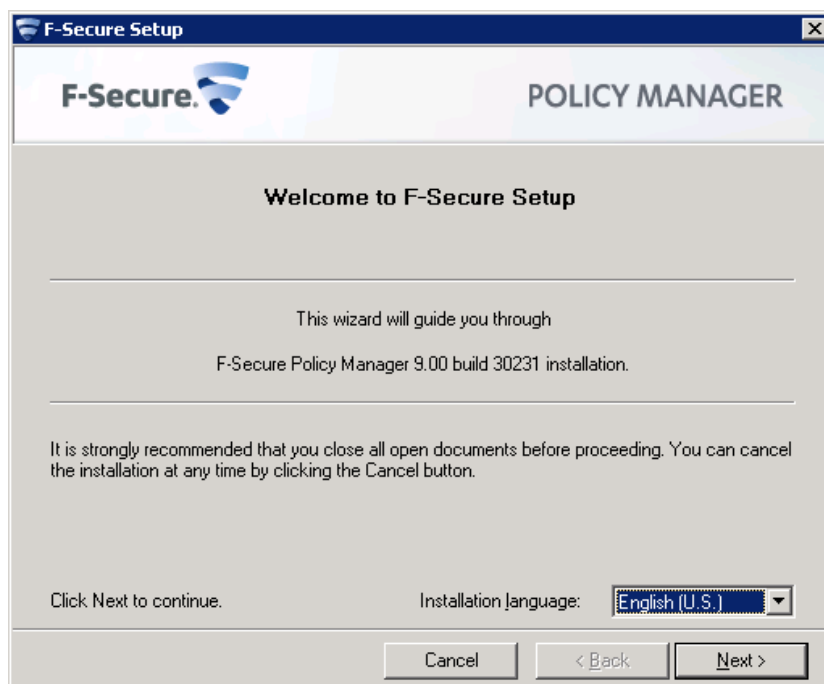 F-Secure Setup
F-Secure.
POLICY MANAGER
Welcome to F-Secure Setup
This wizard will guide you through
F-Secure Policy Manager 9.00 build 30231 installation.
It is strongly recommended that you close all open documents before proceeding. You can cancel
the installation at any time by clicking the Cancel button.
Click Next to continue.
Installation language:
English (U.S.)
Cancel
< Back
Next >